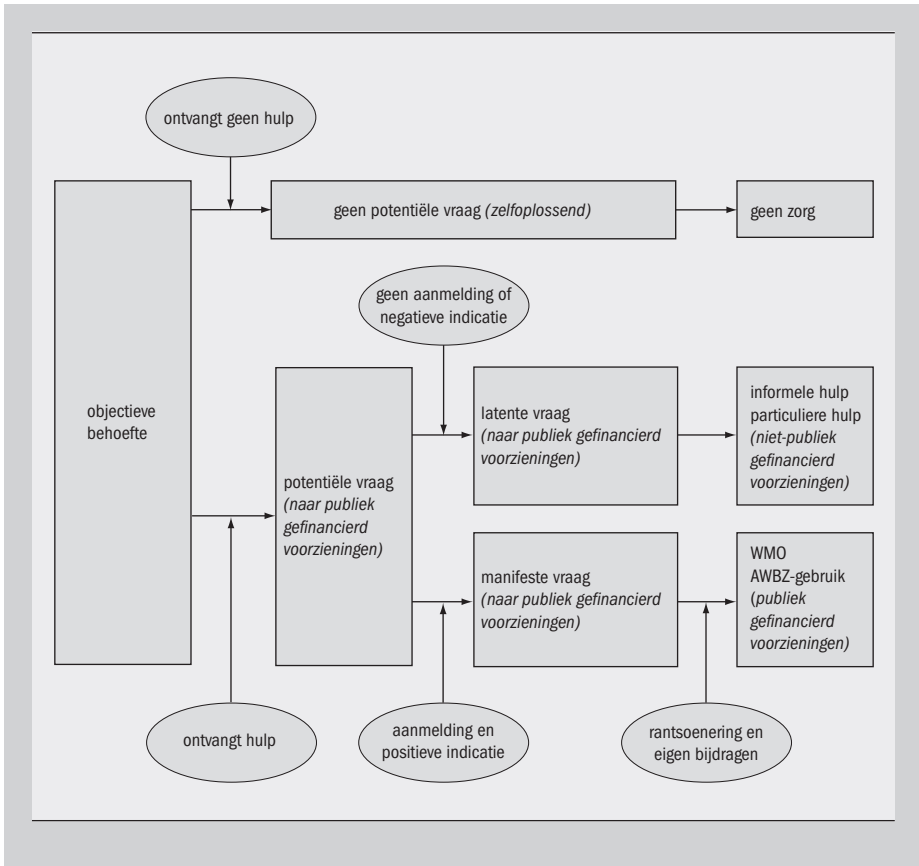 ontvangt geen hulp
geen potentiële vraag (zelfoplossend)
geen zorg
geen aanmelding of
negatieve indicatie
objectieve
behoefte
potentiële vraag
(naar publiek
gefinancierd
voorzieningen)
latente vraag
(naar publiek gefinancierd
voorzieningen)
informele hulp
particuliere hulp
(niet-publiek
gefinancierd
voorzieningen)
manifeste vraag
(naar publiek gefinancierd
voorzieningen)
WMO
AWBZ-gebruik
(publiek
gefinancierd
voorzieningen)
ontvangt hulp
aanmelding en
positieve indicatie
rantsoenering en
eigen bijdragen